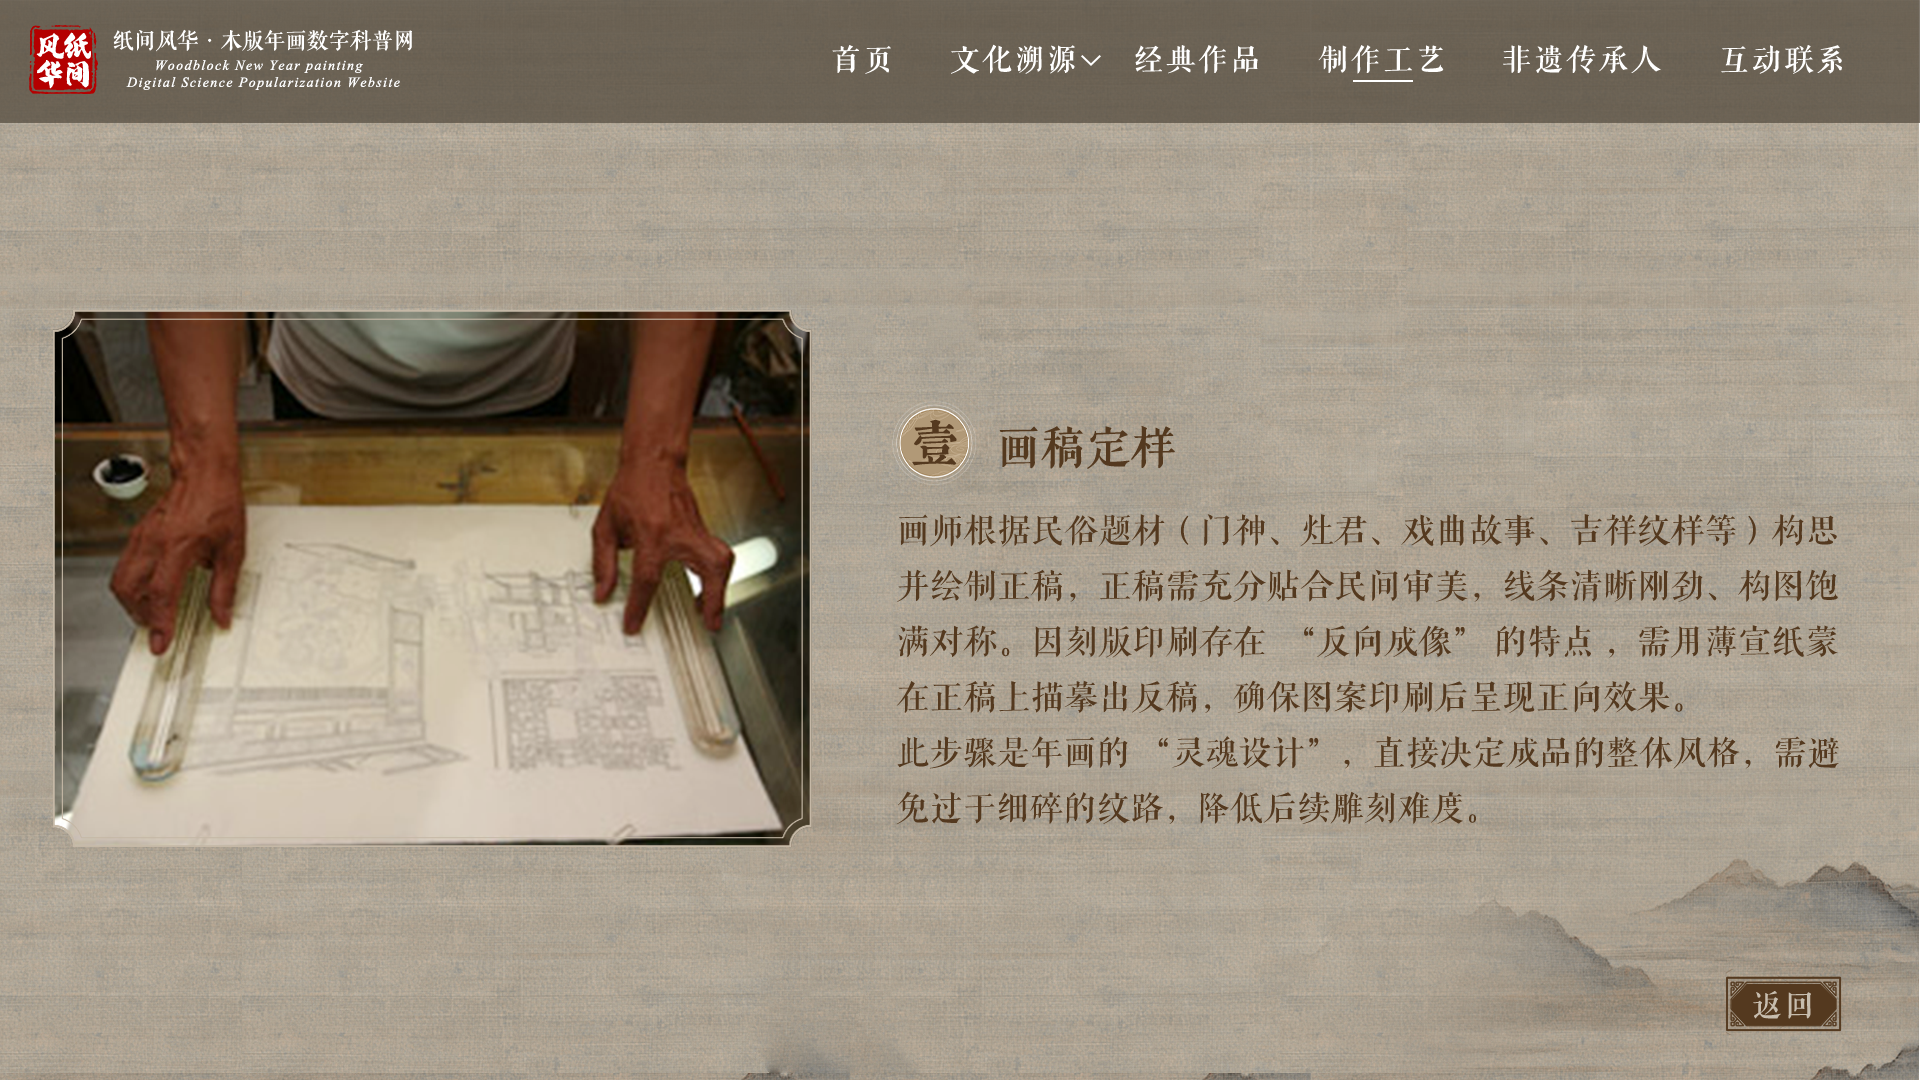 风纸
华间
纸间风华·木版年画数字科普网
Woodblock New Year painting
Digital Science Popularization Website
首页
文化溯源
经典作品
制作工艺
非遗传承人
互动联系
壹
画稿定样
画师根据民俗题材（门神、灶君、戏曲故事、吉祥纹样等）构思
并绘制正稿，正稿需充分贴合民间审美，线条清晰刚劲、构图饱
满对称。因刻版印刷存在 “反向成像” 的特点 ，需用薄宣纸蒙
在正稿上描摹出反稿，确保图案印刷后呈现正向效果。
此步骤是年画的 “灵魂设计” ，直接决定成品的整体风格，需避
免过于细碎的纹路，降低后续雕刻难度。
返回